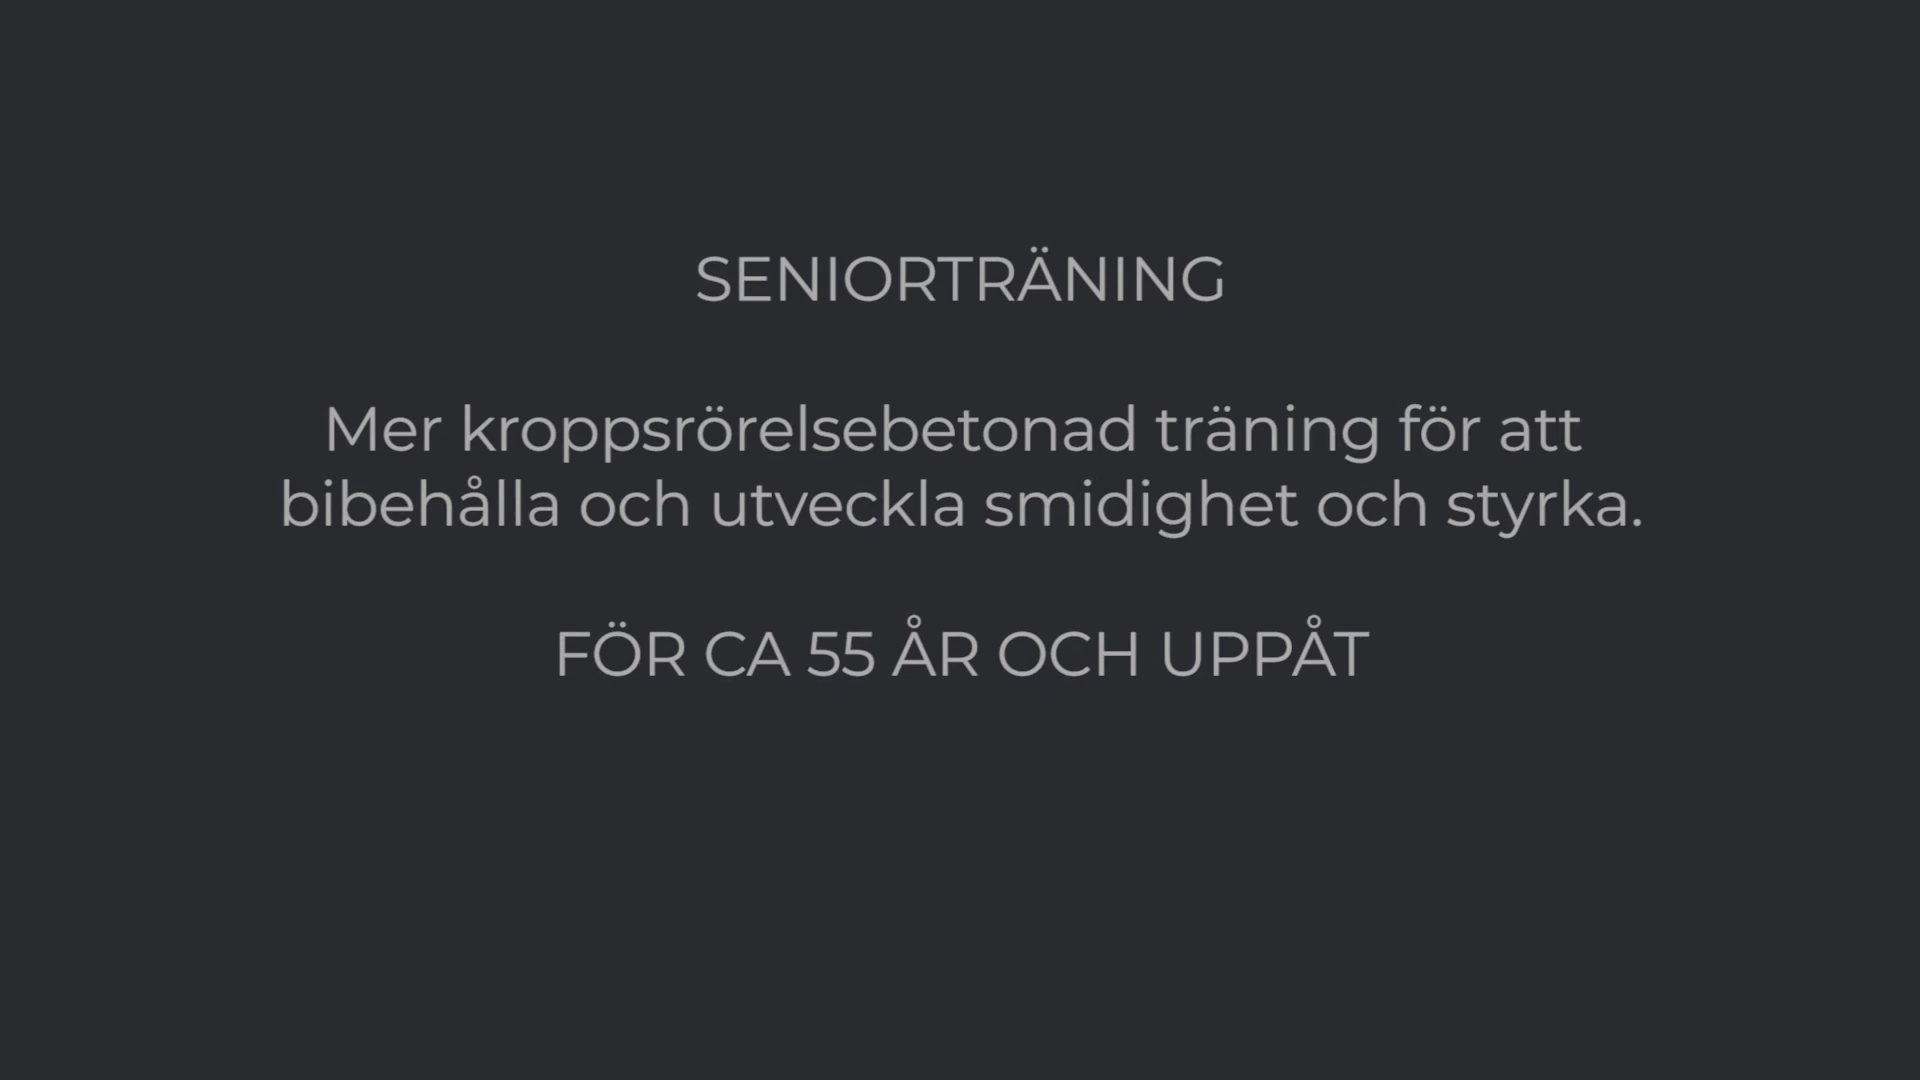 SENIORTRÄNING
Mer kroppsrörelsebetonad träning för att
bibehålla och utveckla smidighet och styrka.
FÖR CA 55 ÅR OCH UPPÅT